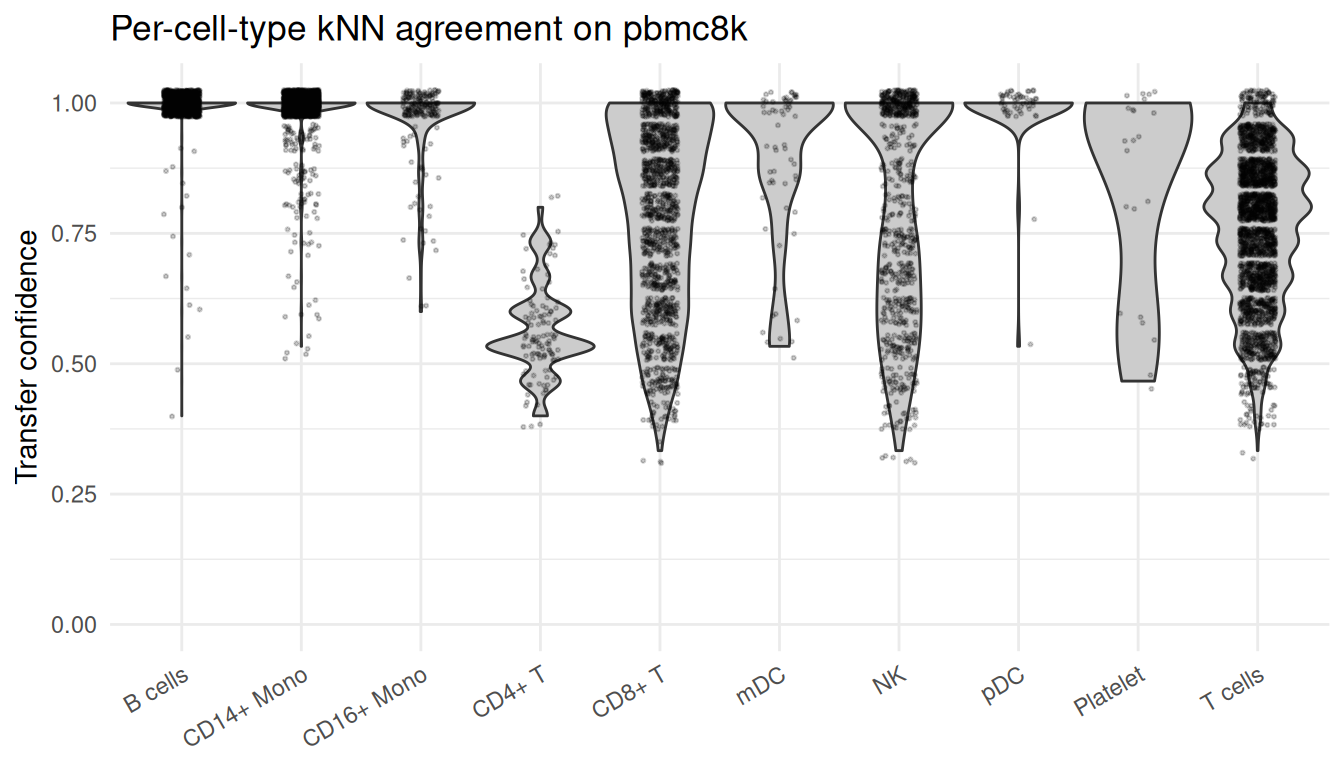 Per-cell-type kNN agreement on pbmc8k
Transfer confidence
1.00
0.75
0.50
0.25
0.00
B cells
CD14+ Mono
CD16+ Mono
CD4+ T
CD8+ T
mDC
NK
pDC
Platelet
T cells